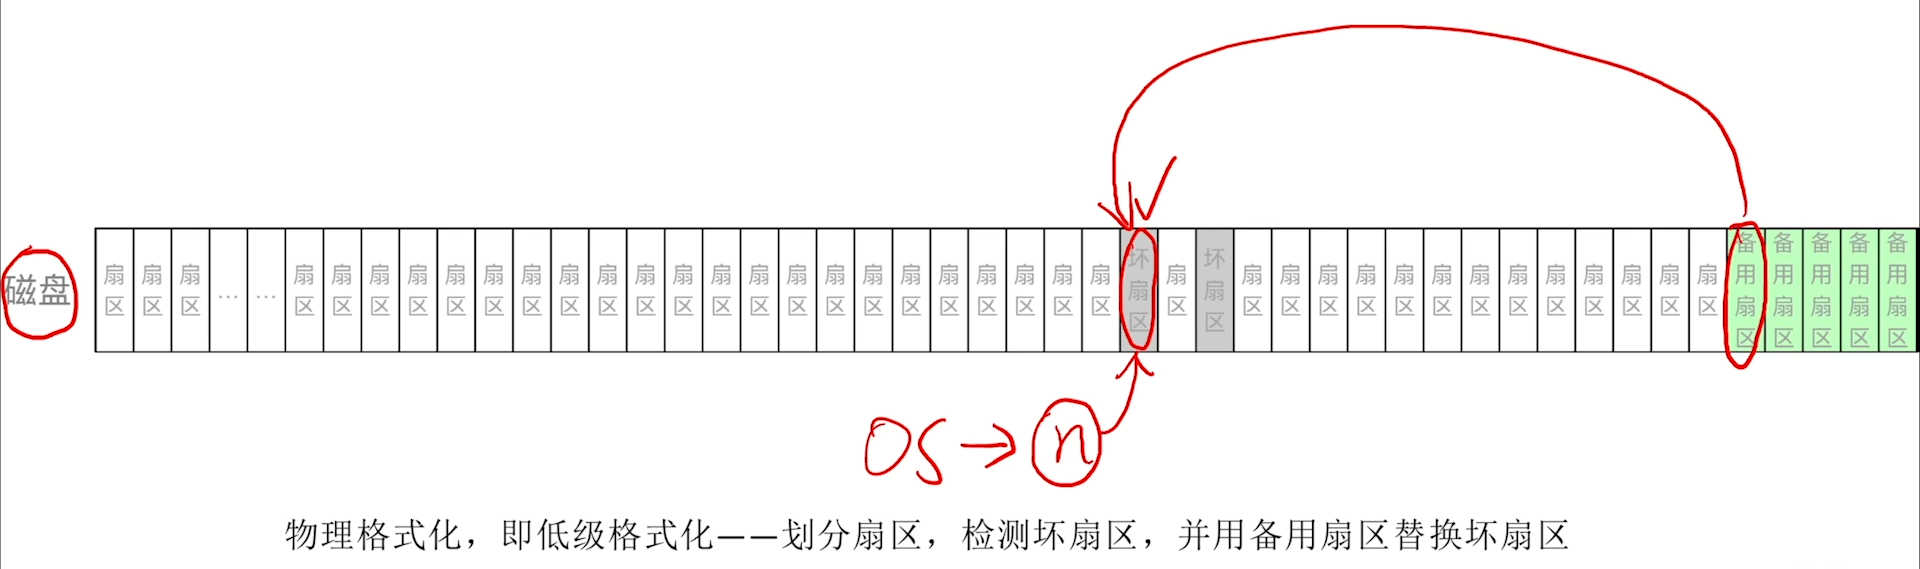 磁盘 扇区 扇区 扇区 … … 扇区 扇区 扇区 扇区 扇区 扇区 扇区 扇区 扇区 扇区 扇区 扇区 扇区 扇区 扇区 扇区 扇区 扇区 扇区 扇区 扇区 扇区 坏扇区 扇区 坏扇区 扇区 扇区 扇区 扇区 扇区 扇区 扇区 扇区 扇区 扇区 扇区 扇区 扇区 备用扇区 备用扇区 备用扇区 备用扇区 备用扇区
OS → n
物理格式化，即低级格式化——划分扇区，检测坏扇区，并用备用扇区替换坏扇区